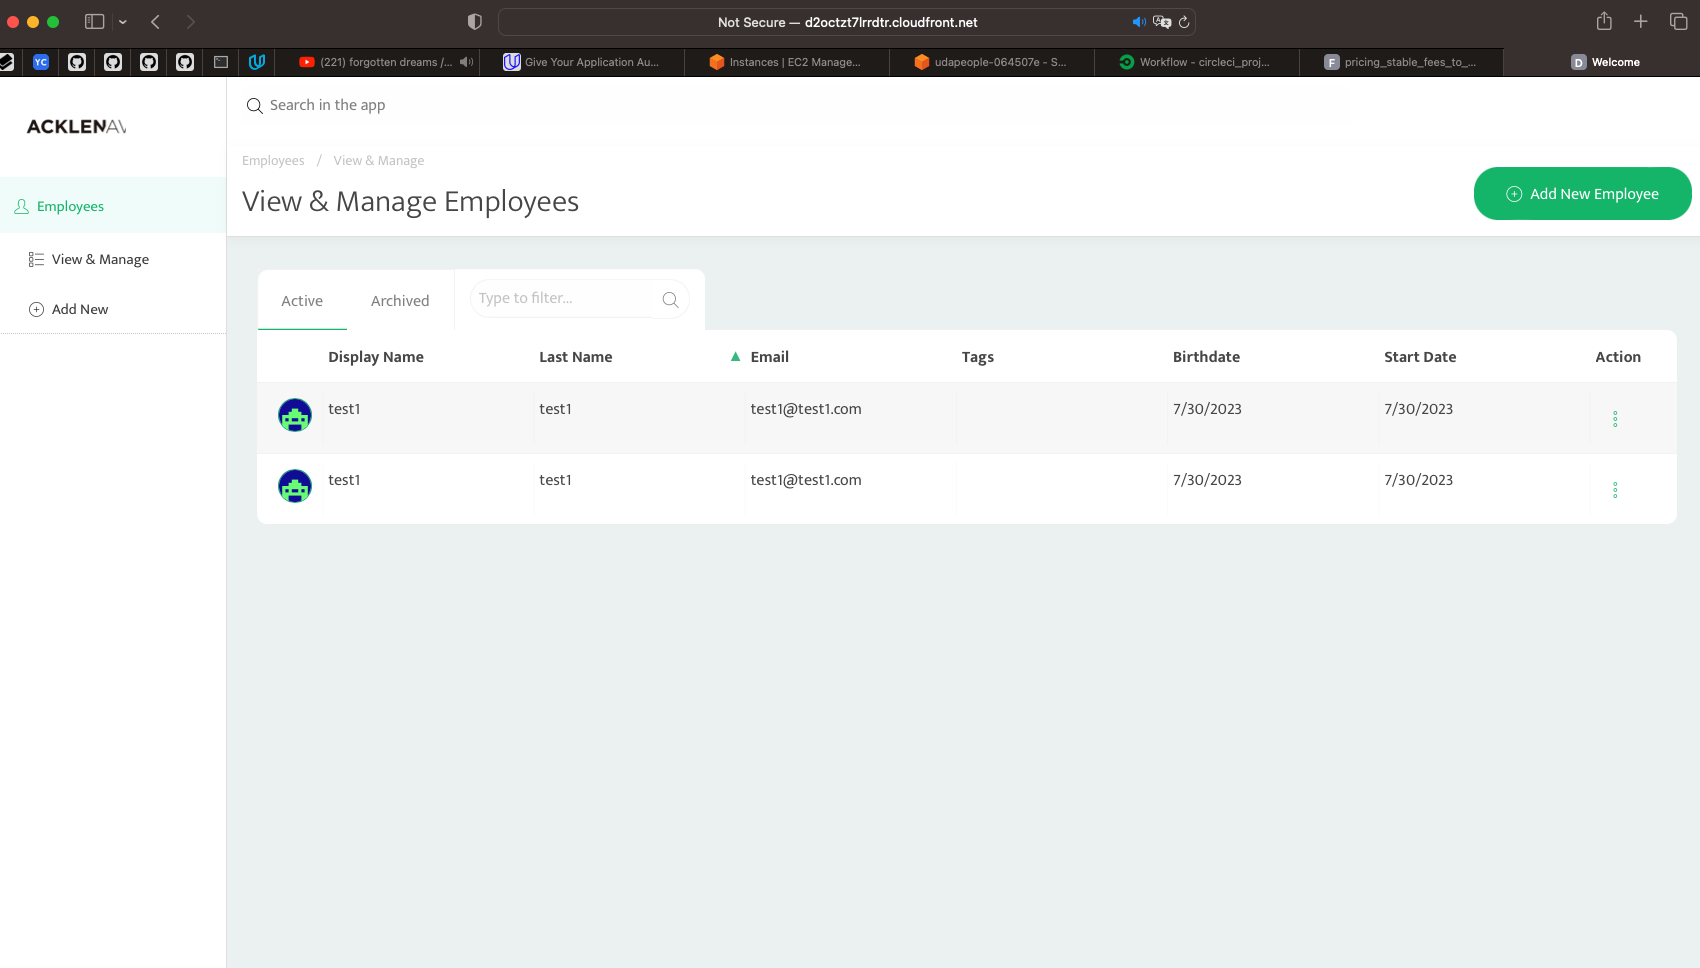 Not Secure — d2octzt7lrrdtr.cloudfront.net
YC
(221) forgotten dreams /...
Give Your Application Au...
Instances | EC2 Manage...
udapeople-064507e - S...
Workflow - circleci_proj...
F pricing_stable_fees_to_...
D Welcome
ACKLENAV
Search in the app
Employees / View & Manage
View & Manage Employees
Add New Employee
Employees
View & Manage
Add New
Active
Archived
Type to filter...
Display Name Last Name ▲ Email Tags Birthdate Start Date Action
test1 test1 test1@test1.com 7/30/2023 7/30/2023
test1 test1 test1@test1.com 7/30/2023 7/30/2023